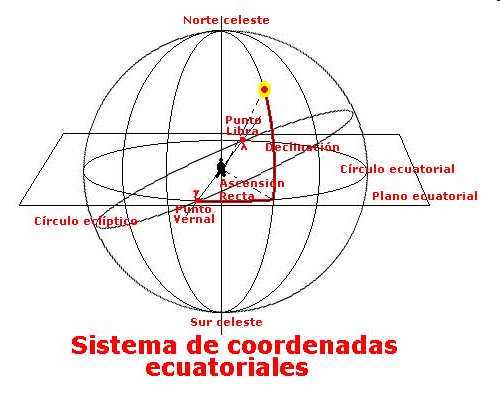 Norte celeste
Punto
Libra
Declinación
Círculo ecuatorial
Ascensión
Recta
Plano ecuatorial
Punto
Vernal
Círculo eclíptico
Sur celeste
Sistema de coordenadas
ecuatoriales